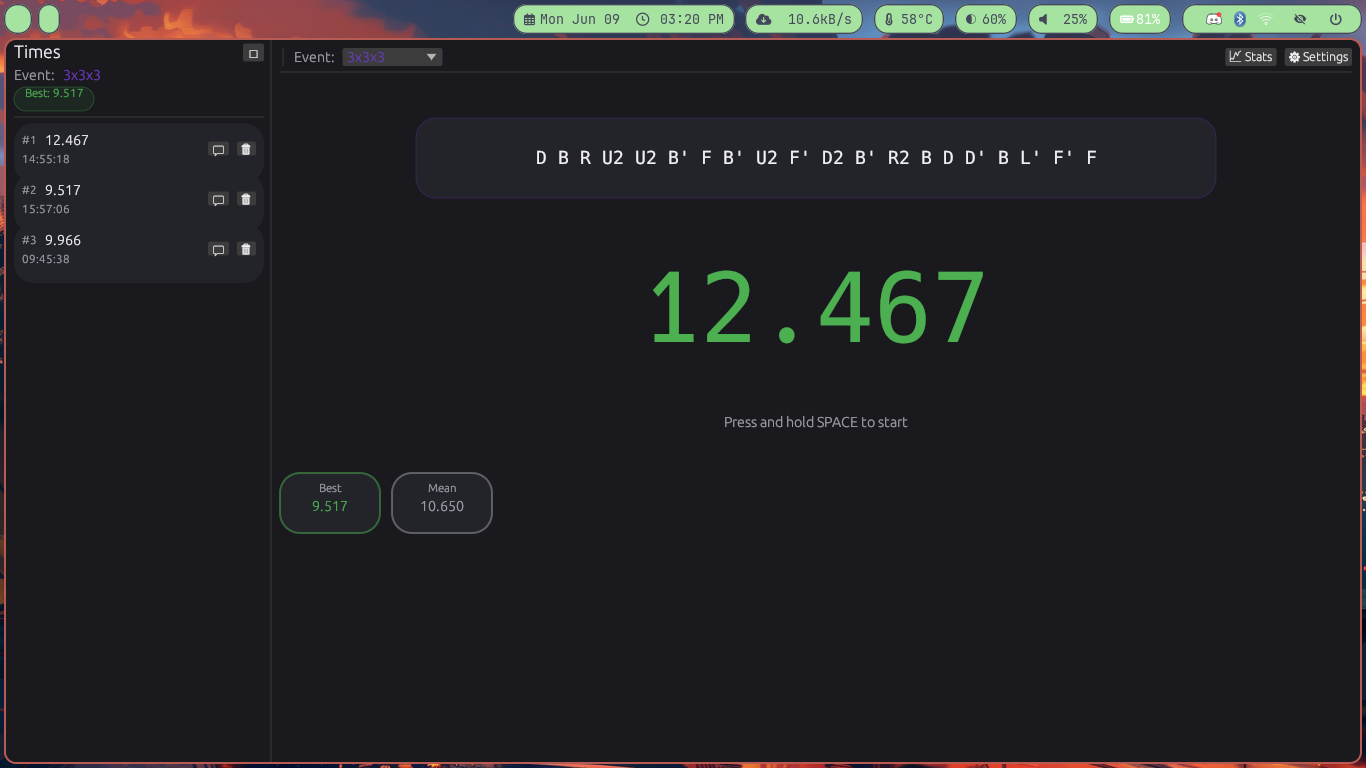 Mon Jun 09 03:20 PM 10.6kB/s 58°C 60% 25% 81%
Times
Event: 3x3x3
Best: 9.517
#1 12.467
14:55:18
#2 9.517
15:57:06
#3 9.966
09:45:38
Event: 3x3x3 Stats Settings
D B R U2 U2 B' F B' U2 F' D2 B' R2 B D D' B L' F' F
12.467
Press and hold SPACE to start
Best
9.517
Mean
10.650